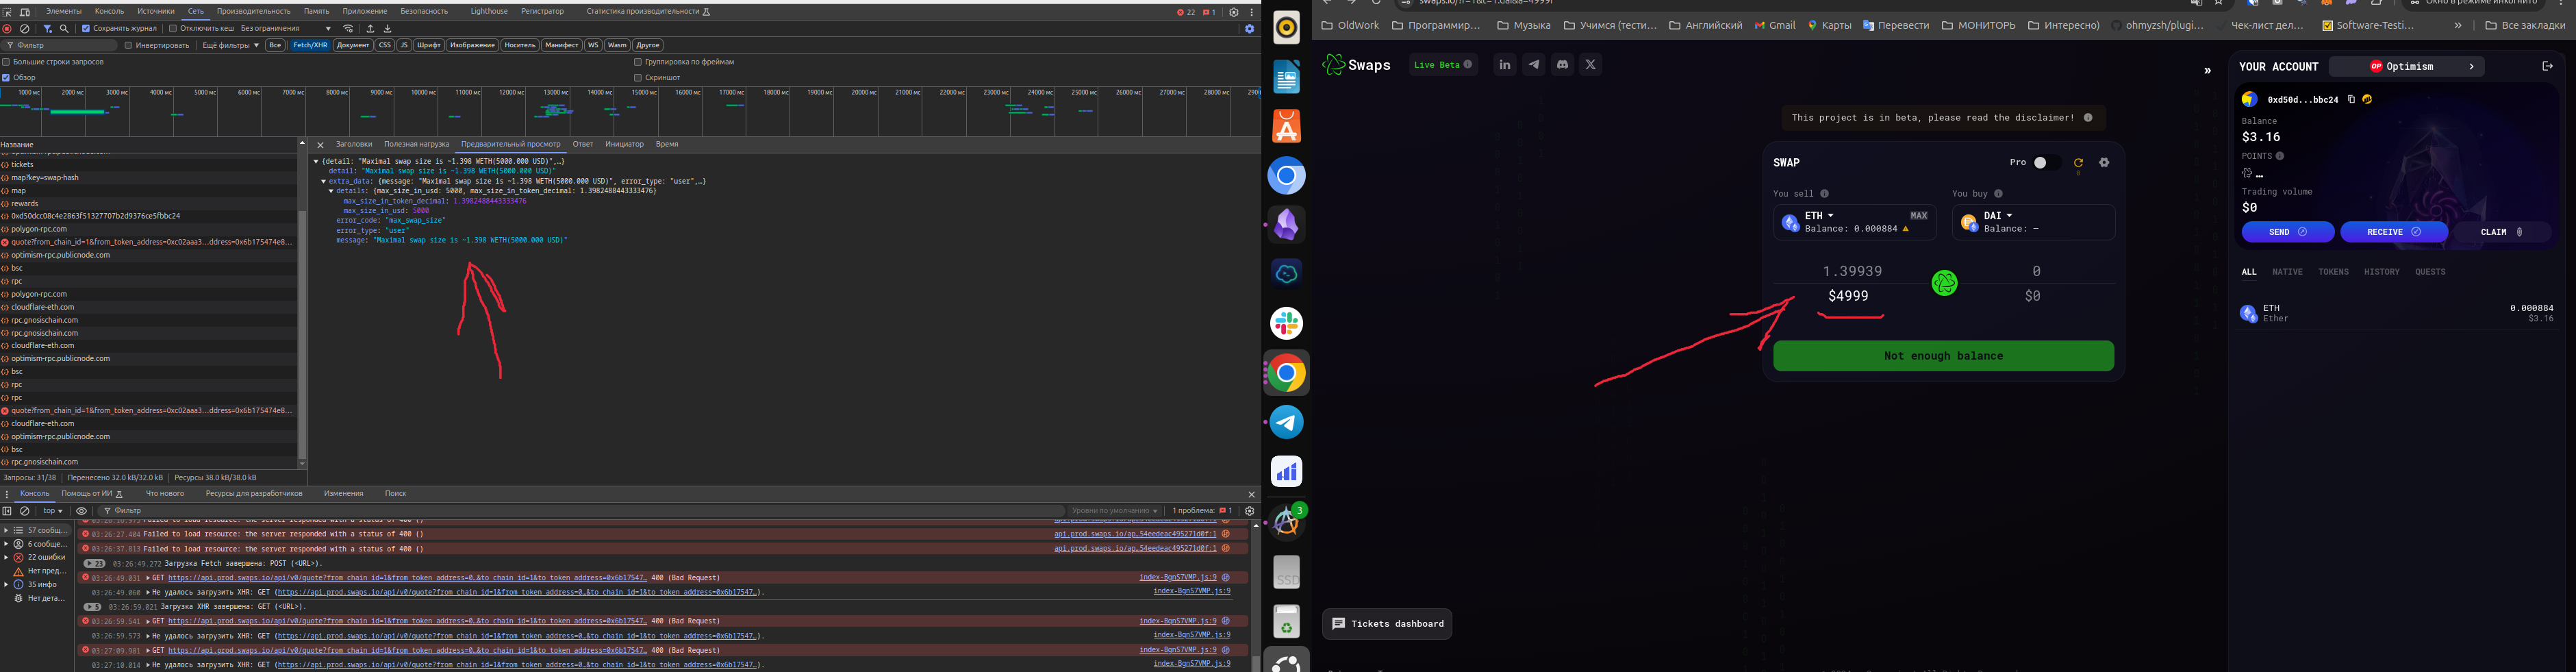 Элементы Консоль Источники Сеть Производительность Память Приложение Безопасность Lighthouse Регистратор Статистика производительности 22 1
Сохранять журнал Отключить кеш Без ограничения
Фильтр Инвертировать Ещё фильтры Все Fetch/XHR Документ CSS JS Шрифт Изображение Носитель Манифест WS Wasm Другое
Большие строки запросов Группировка по фреймам
Обзор Скриншот
1000 мс 2000 мс 3000 мс 4000 мс 5000 мс 6000 мс 7000 мс 8000 мс 9000 мс 10000 мс 11000 мс 12000 мс 13000 мс 14000 мс 15000 мс 16000 мс 17000 мс 18000 мс 19000 мс 20000 мс 21000 мс 22000 мс 23000 мс 24000 мс 25000 мс 26000 мс 27000 мс 28000 мс 290
Название
tickets
map?key=swap-hash
map
rewards
0xd50dcc08c4e2863f51327707b2d9376ce5fbbc24
polygon-rpc.com
quote?from_chain_id=1&from_token_address=0xc02aaa3...ddress=0x6b175474e8...
optimism-rpc.publicnode.com
bsc
rpc
polygon-rpc.com
cloudflare-eth.com
rpc.gnosischain.com
rpc.gnosischain.com
cloudflare-eth.com
optimism-rpc.publicnode.com
bsc
rpc
rpc
quote?from_chain_id=1&from_token_address=0xc02aaa3...ddress=0x6b175474e8...
cloudflare-eth.com
optimism-rpc.publicnode.com
bsc
rpc.gnosischain.com
Запросы: 31/38 Перенесено 32.0 kB/32.0 kB Ресурсы 38.0 kB/38.0 kB
Заголовки Полезная нагрузка Предварительный просмотр Ответ Инициатор Время
{detail: "Maximal swap size is ~1.398 WETH(5000.000 USD)",…}
detail: "Maximal swap size is ~1.398 WETH(5000.000 USD)"
extra_data: {message: "Maximal swap size is ~1.398 WETH(5000.000 USD)", error_type: "user",…}
details: {max_size_in_usd: 5000, max_size_in_token_decimal: 1.3982488443333476}
max_size_in_token_decimal: 1.3982488443333476
max_size_in_usd: 5000
error_code: "max_swap_size"
error_type: "user"
message: "Maximal swap size is ~1.398 WETH(5000.000 USD)"
Консоль Помощь от ИИ Что нового Ресурсы для разработчиков Изменения Поиск
top Фильтр Уровни по умолчанию 1 проблема: 1
57 сообщ...
6 сообще...
22 ошибки
Нет пред...
35 инфо
Нет дета...
03:26:27.404 Failed to load resource: the server responded with a status of 400 ()
03:26:37.813 Failed to load resource: the server responded with a status of 400 () api.prod.swaps.io/ap…54eedeac495271d0f:1
23 03:26:49.272 Загрузка Fetch завершена: POST (<URL>).
03:26:49.031 GET https://api.prod.swaps.io/api/v0/quote?from_chain_id=1&from_token_address=0…&to_chain_id=1&to_token_address=0x6b17547… 400 (Bad Request) index-BgnS7VMP.js:9
03:26:49.060 Не удалось загрузить XHR: GET (https://api.prod.swaps.io/api/v0/quote?from_chain_id=1&from_token_address=0…&to_chain_id=1&to_token_address=0x6b17547…). index-BgnS7VMP.js:9
5 03:26:59.021 Загрузка XHR завершена: GET (<URL>).
03:26:59.541 GET https://api.prod.swaps.io/api/v0/quote?from_chain_id=1&from_token_address=0…&to_chain_id=1&to_token_address=0x6b17547… 400 (Bad Request) index-BgnS7VMP.js:9
03:26:59.573 Не удалось загрузить XHR: GET (https://api.prod.swaps.io/api/v0/quote?from_chain_id=1&from_token_address=0…&to_chain_id=1&to_token_address=0x6b17547…). index-BgnS7VMP.js:9
03:27:09.981 GET https://api.prod.swaps.io/api/v0/quote?from_chain_id=1&from_token_address=0…&to_chain_id=1&to_token_address=0x6b17547… 400 (Bad Request) index-BgnS7VMP.js:9
03:27:10.014 Не удалось загрузить XHR: GET (https://api.prod.swaps.io/api/v0/quote?from_chain_id=1&from_token_address=0…&to_chain_id=1&to_token_address=0x6b17547…). index-BgnS7VMP.js:9
3
SSD
OldWork Программир... Музыка Учимся (тести... Английский Gmail Карты Перевести МОНИТОРЬ Интересно) ohmyzsh/plugi... Чек-лист дел... Software-Testi... » Все закладки
Swaps Live Beta
This project is in beta, please read the disclaimer!
SWAP Pro
You sell You buy
ETH MAX DAI
Balance: 0.000884 Balance: –
1.39939 0
$4999 $0
Not enough balance
Tickets dashboard
YOUR ACCOUNT OP Optimism
0xd50d...bbc24
Balance
$3.16
POINTS
...
Trading volume
$0
SEND RECEIVE CLAIM
ALL NATIVE TOKENS HISTORY QUESTS
ETH 0.000884
Ether $3.16